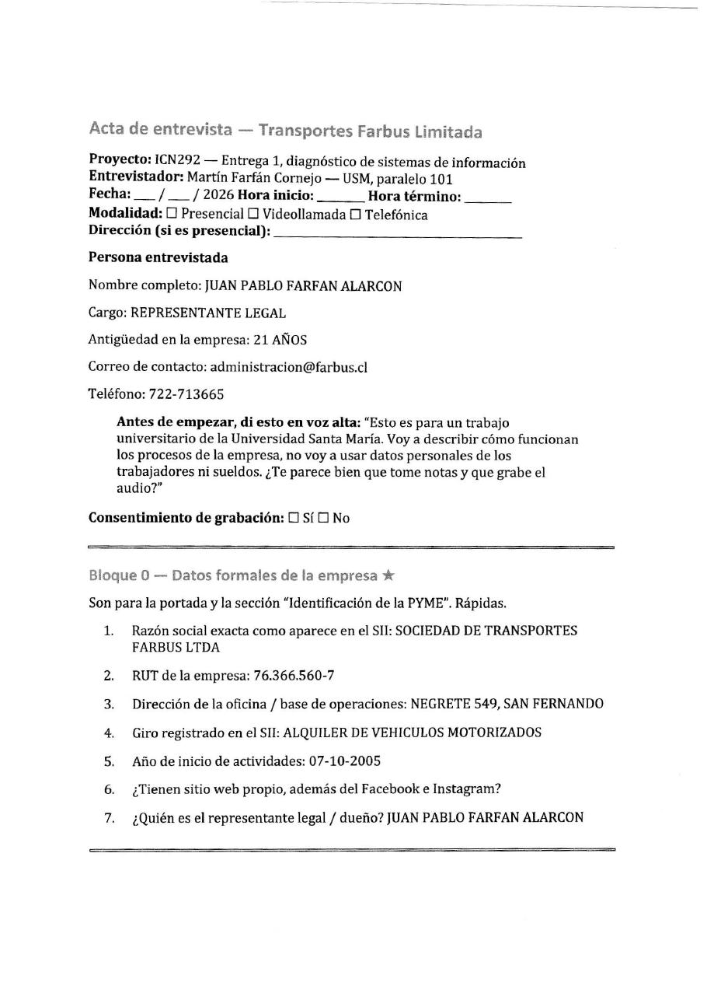 Acta de entrevista — Transportes Farbus Limitada
Proyecto: ICN292 — Entrega 1, diagnóstico de sistemas de información
Entrevistador: Martín Farfán Cornejo — USM, paralelo 101
Fecha: ___ / ___ / 2026 Hora inicio: _______ Hora término: _______
Modalidad: ☐ Presencial ☐ Videollamada ☐ Telefónica
Dirección (si es presencial): ___________________________________
Persona entrevistada
Nombre completo: JUAN PABLO FARFAN ALARCON
Cargo: REPRESENTANTE LEGAL
Antigüedad en la empresa: 21 AÑOS
Correo de contacto: administracion@farbus.cl
Teléfono: 722-713665
Antes de empezar, di esto en voz alta: “Esto es para un trabajo
universitario de la Universidad Santa María. Voy a describir cómo funcionan
los procesos de la empresa, no voy a usar datos personales de los
trabajadores ni sueldos. ¿Te parece bien que tome notas y que grabe el
audio?”
Consentimiento de grabación: ☐ Sí ☐ No
Bloque 0 — Datos formales de la empresa ★
Son para la portada y la sección “Identificación de la PYME”. Rápidas.
1. Razón social exacta como aparece en el SII: SOCIEDAD DE TRANSPORTES
FARBUS LTDA
2. RUT de la empresa: 76.366.560-7
3. Dirección de la oficina / base de operaciones: NEGRETE 549, SAN FERNANDO
4. Giro registrado en el SII: ALQUILER DE VEHICULOS MOTORIZADOS
5. Año de inicio de actividades: 07-10-2005
6. ¿Tienen sitio web propio, además del Facebook e Instagram?
7. ¿Quién es el representante legal / dueño? JUAN PABLO FARFAN ALARCON